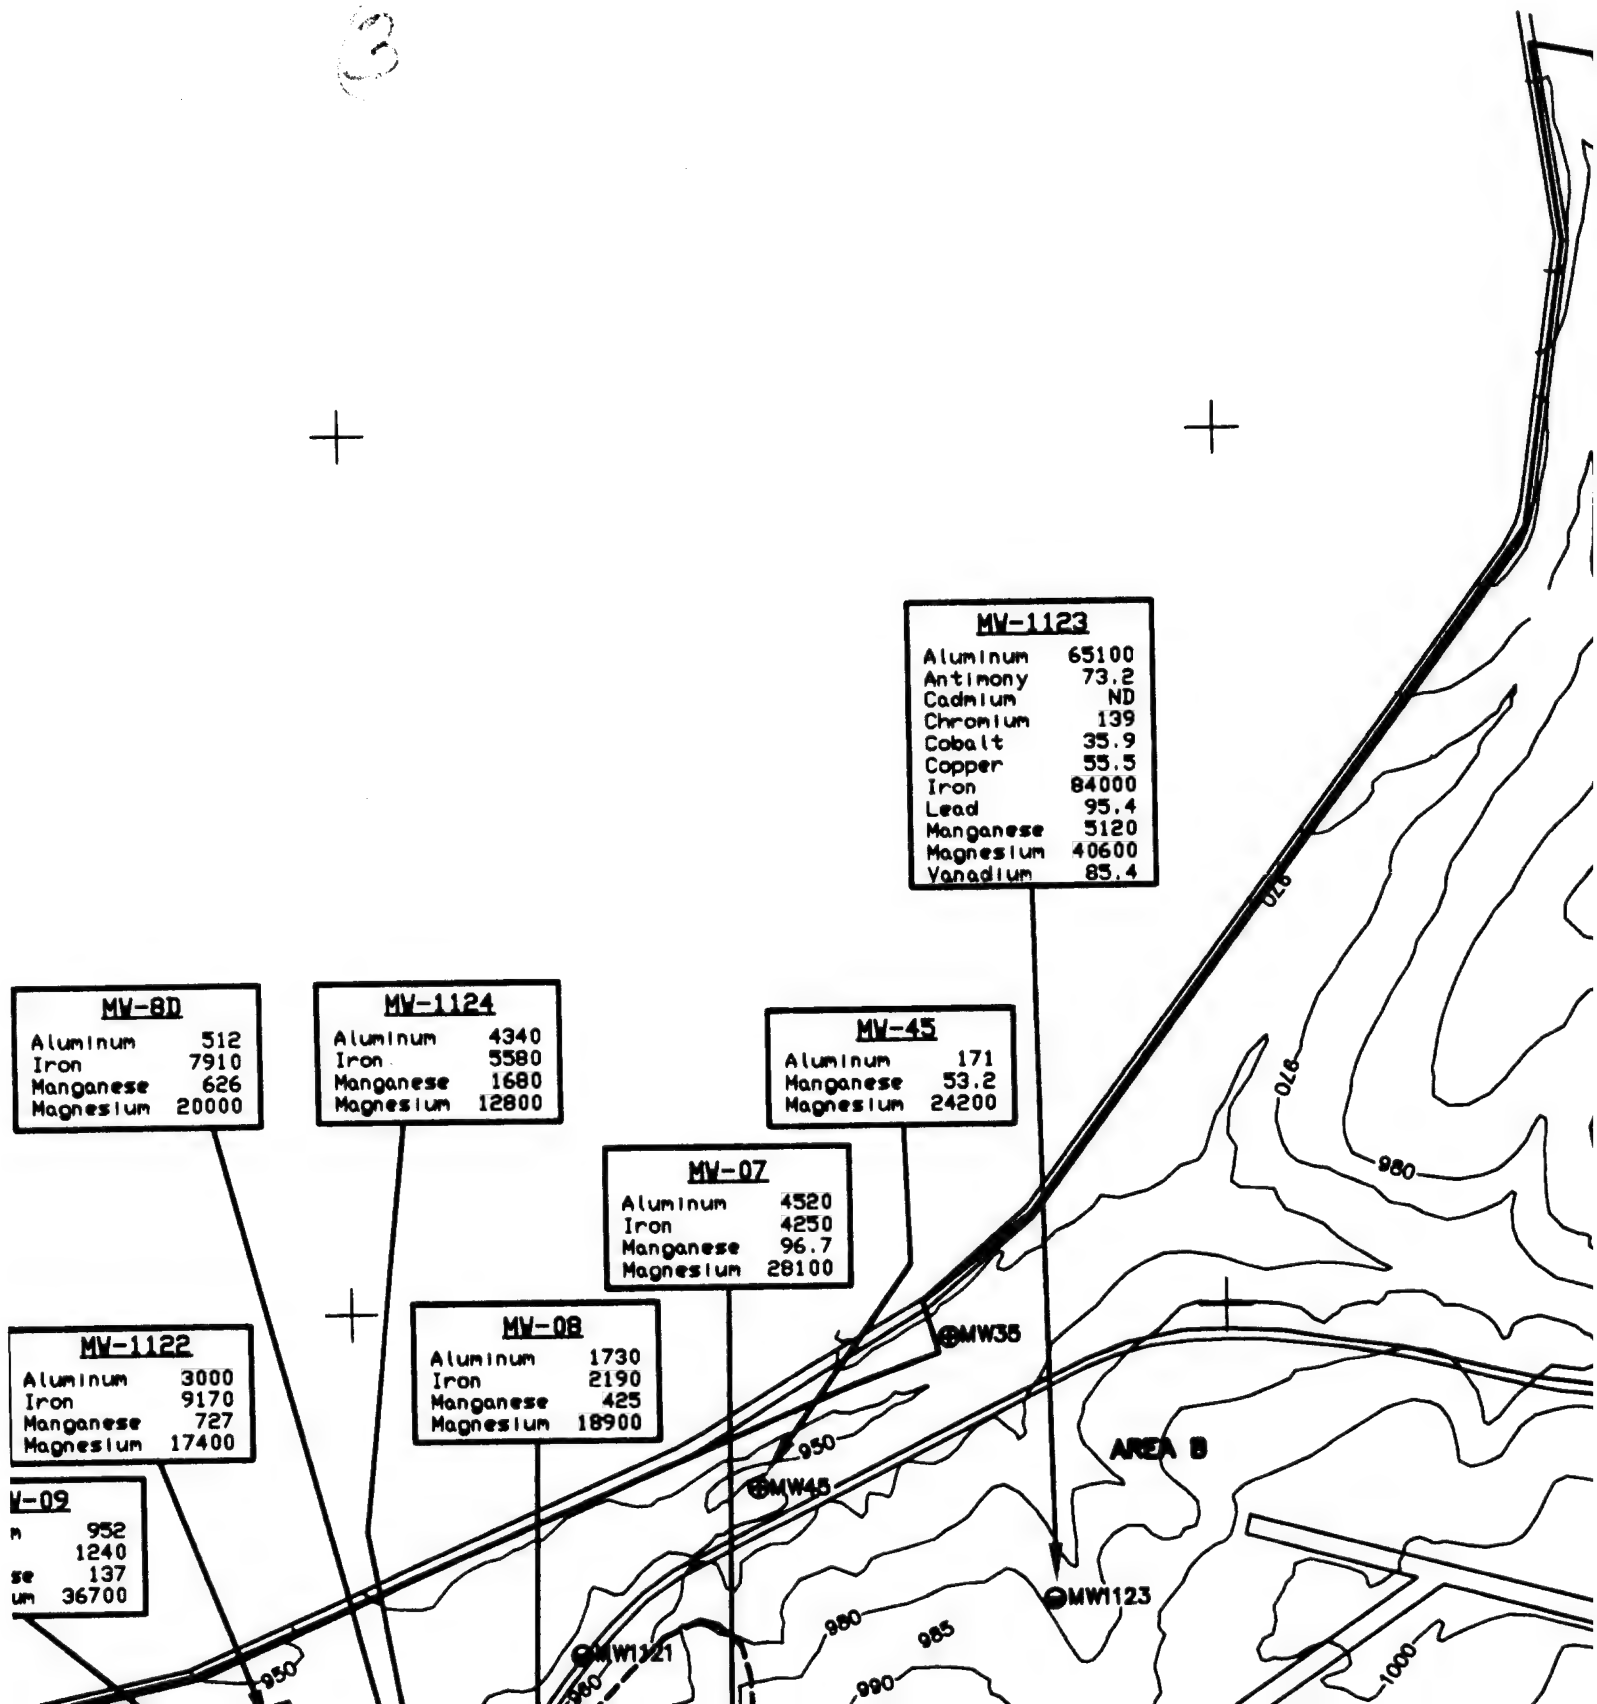 MW-1123
Aluminum 65100
Antimony 73.2
Cadmium ND
Chromium 139
Cobalt 35.9
Copper 55.5
Iron 84000
Lead 95.4
Manganese 5120
Magnesium 40600
Vanadium 85.4
970
MW-8D
Aluminum 512
Iron 7910
Manganese 626
Magnesium 20000
MW-1124
Aluminum 4340
Iron 5580
Manganese 1680
Magnesium 12800
MW-45
Aluminum 171
Manganese 53.2
Magnesium 24200
970
980
MW-07
Aluminum 4520
Iron 4250
Manganese 96.7
Magnesium 28100
MW-08
Aluminum 1730
Iron 2190
Manganese 425
Magnesium 18900
MW-1122
Aluminum 3000
Iron 9170
Manganese 727
Magnesium 17400
W-09
m 952
1240
se 137
um 36700
MW35
950
AREA B
MW45
MW1123
980
985
MW1121
950
960
990
1000